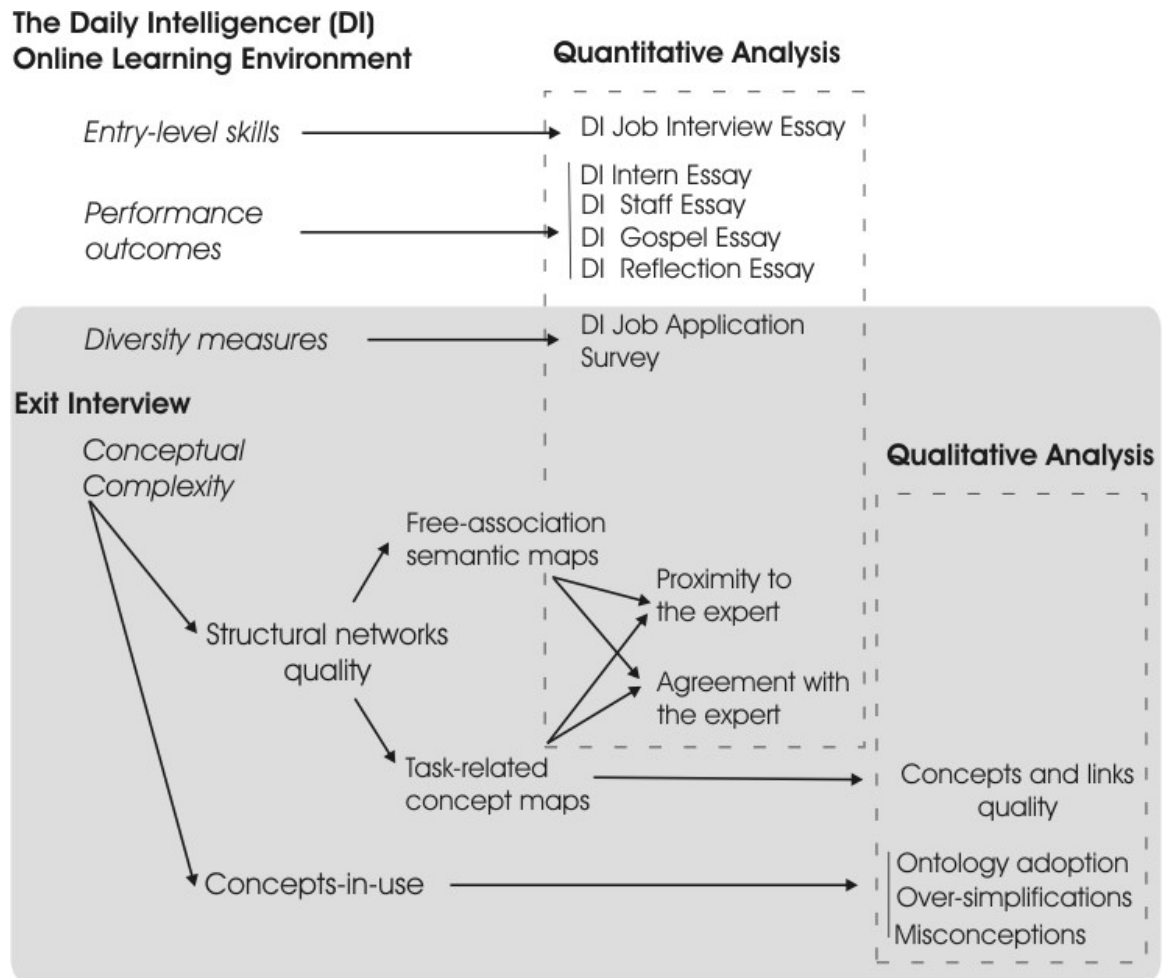 The Daily Intelligencer (DI)
Online Learning Environment
Quantitative Analysis
Entry-level skills
DI Job Interview Essay
Performance
outcomes
DI Intern Essay
DI Staff Essay
DI Gospel Essay
DI Reflection Essay
Diversity measures
DI Job Application
Survey
Exit Interview
Conceptual
Complexity
Qualitative Analysis
Free-association
semantic maps
Proximity to
the expert
Structural networks
quality
Agreement with
the expert
Task-related
concept maps
Concepts and links
quality
Concepts-in-use
Ontology adoption
Over-simplifications
Misconceptions